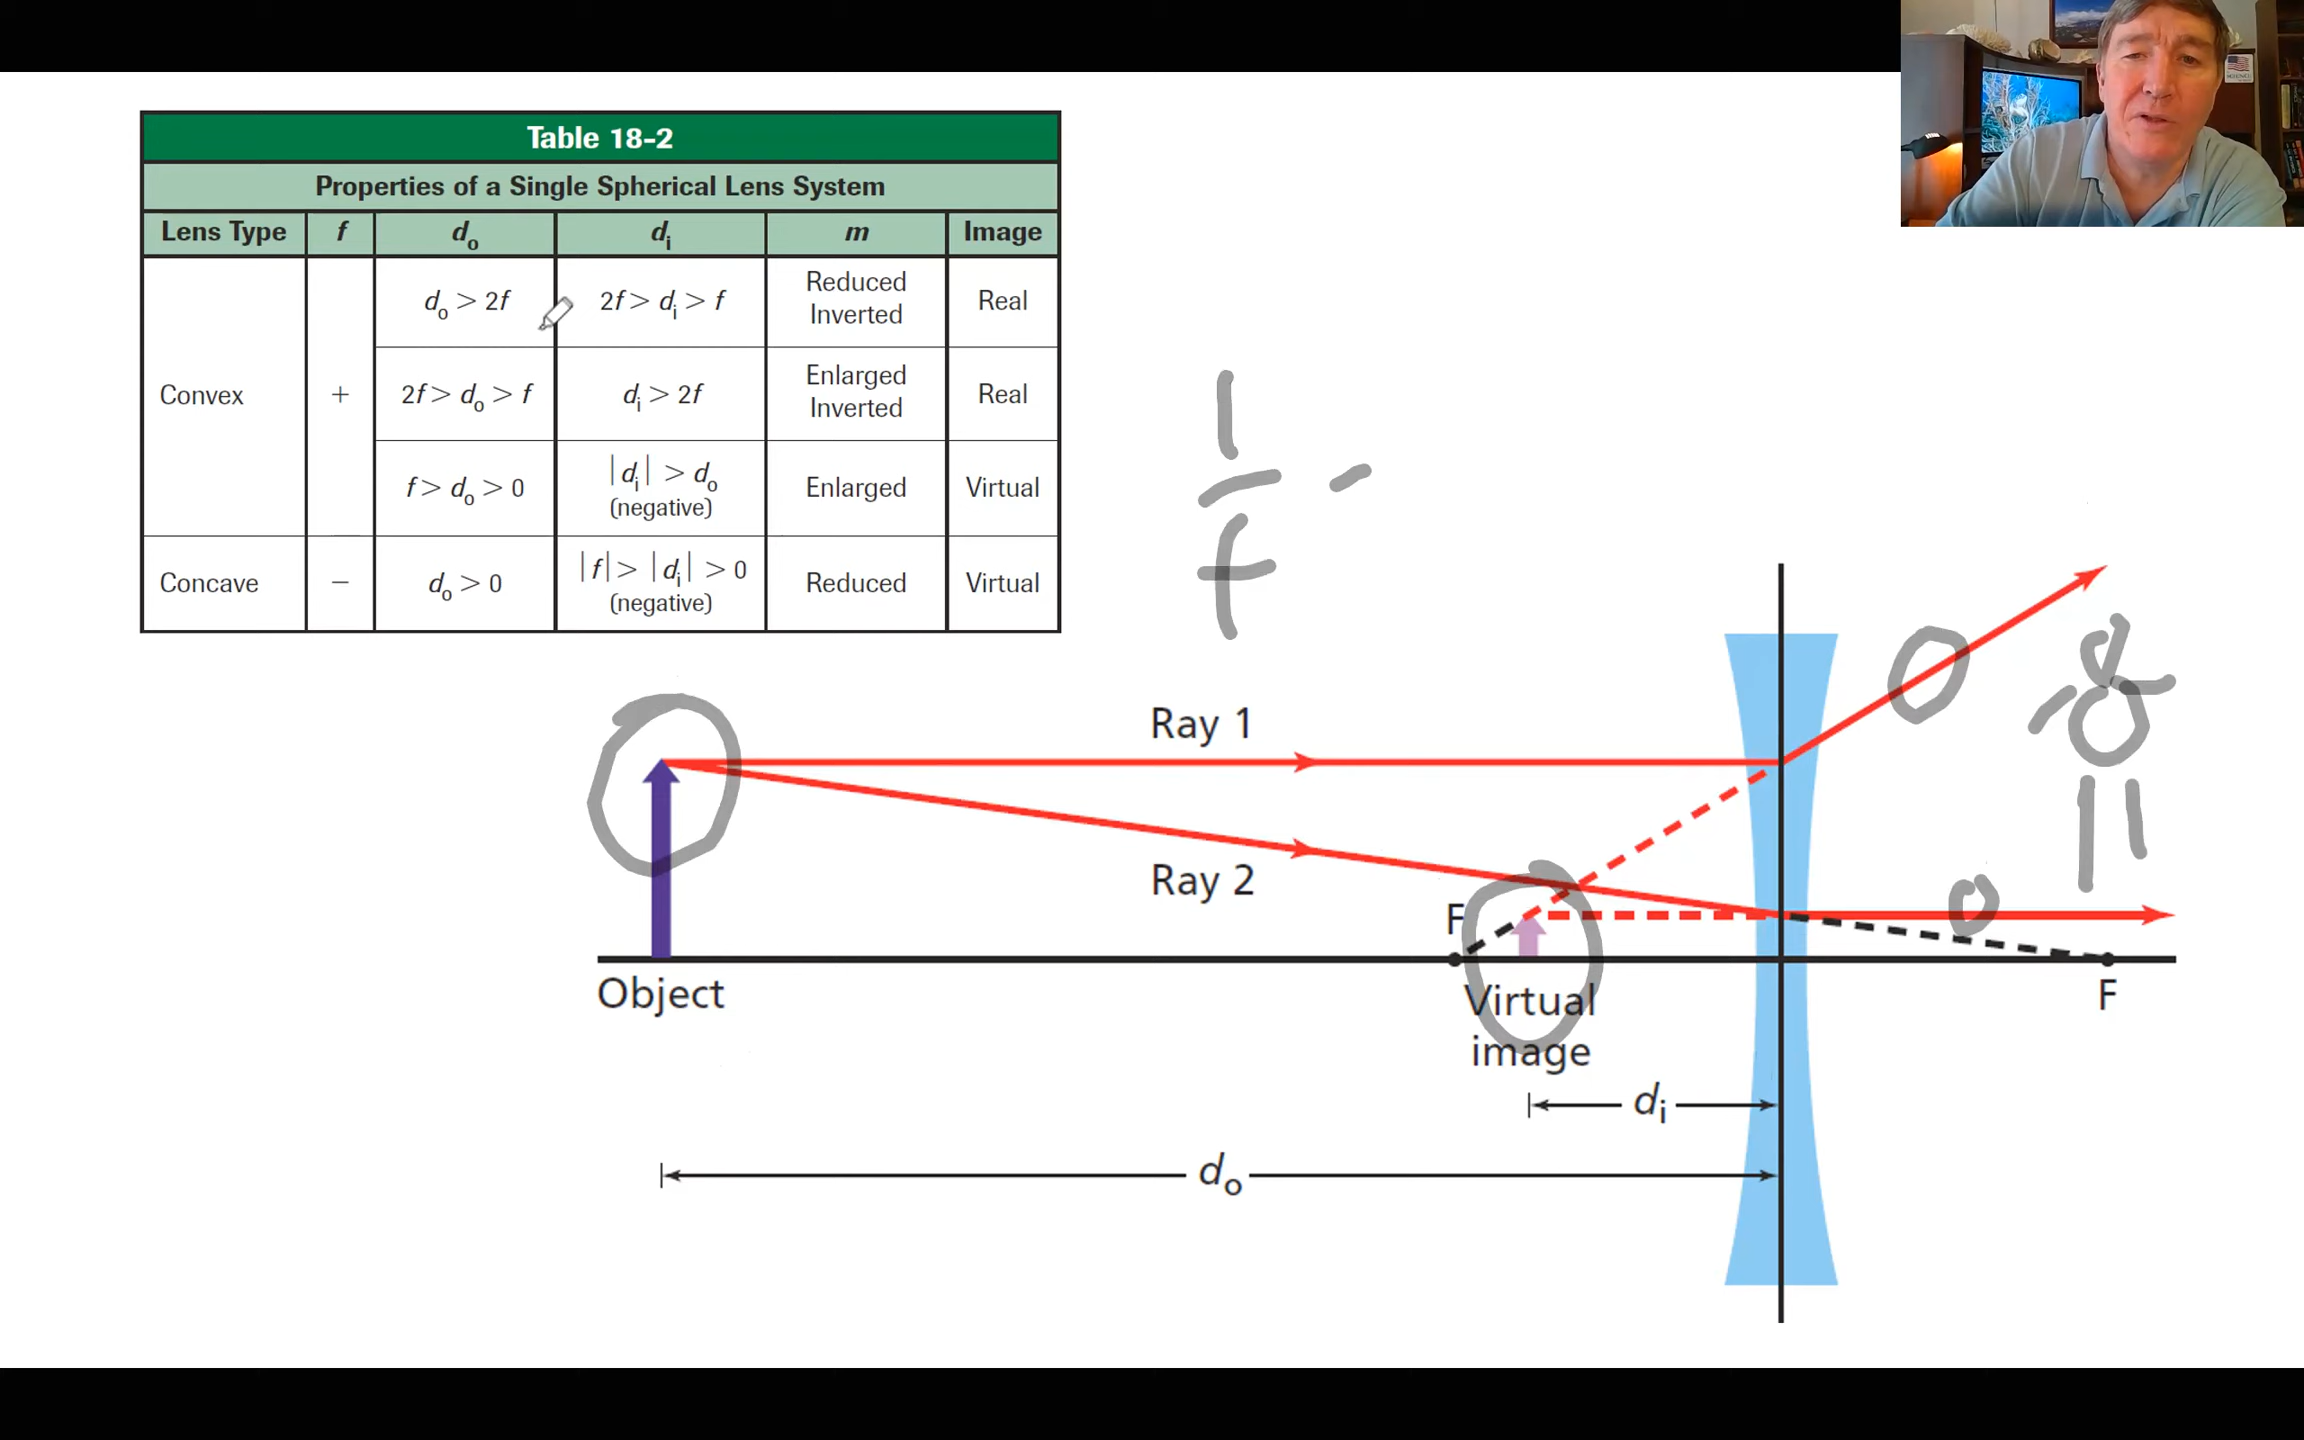 Table 18-2
Properties of a Single Spherical Lens System
Lens Type f dₒ dᵢ m Image
Convex + dₒ > 2f 2f > dᵢ > f Reduced Inverted Real
2f > dₒ > f dᵢ > 2f Enlarged Inverted Real
f > dₒ > 0 |dᵢ| > dₒ (negative) Enlarged Virtual
Concave − dₒ > 0 |f| > |dᵢ| > 0 (negative) Reduced Virtual
1
f
Ray 1
Ray 2
F
Object
Virtual
image
F
dᵢ
dₒ